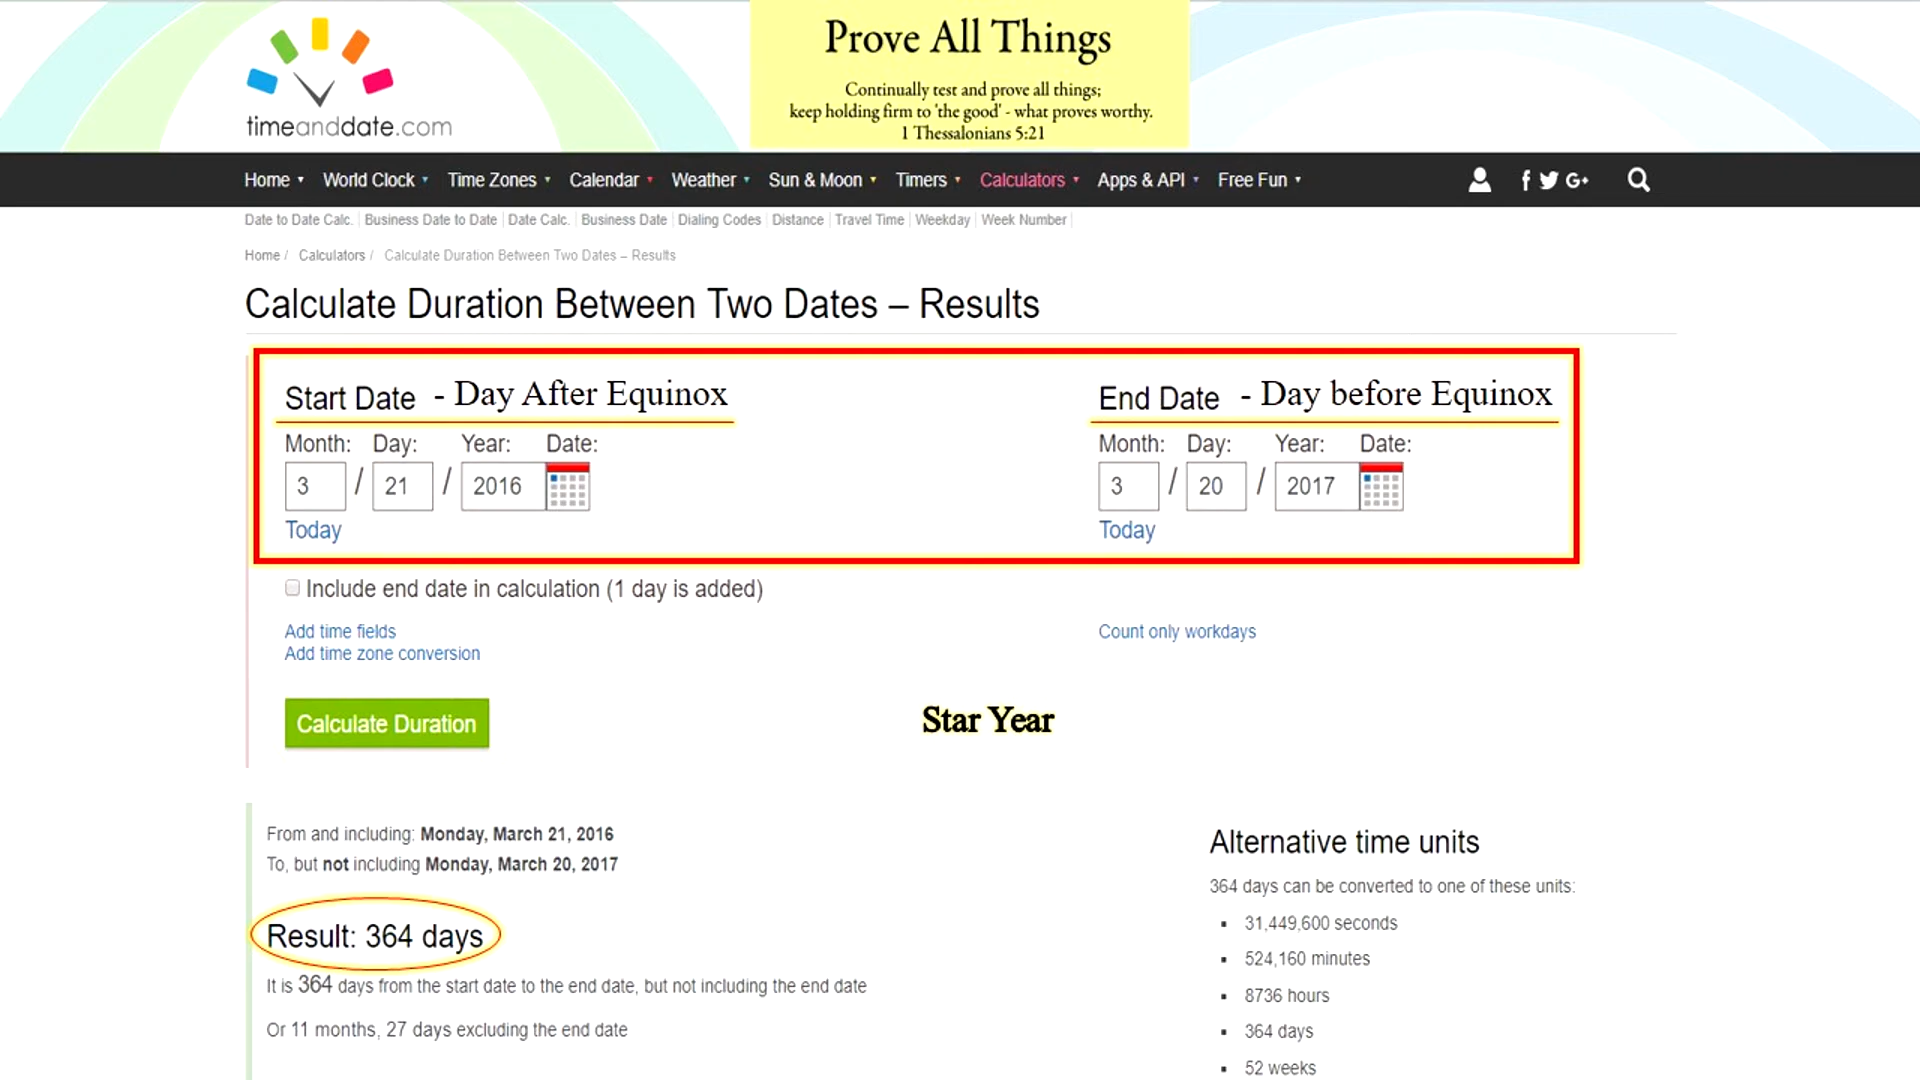 timeanddate.com
Prove All Things
Continually test and prove all things;
keep holding firm to 'the good' - what proves worthy.
1 Thessalonians 5:21
Home World Clock Time Zones Calendar Weather Sun & Moon Timers Calculators Apps & API Free Fun
Date to Date Calc. Business Date to Date Date Calc. Business Date Dialing Codes Distance Travel Time Weekday Week Number
Home / Calculators / Calculate Duration Between Two Dates – Results
Calculate Duration Between Two Dates – Results
Start Date - Day After Equinox
Month: Day: Year: Date:
3 / 21 / 2016
Today
End Date - Day before Equinox
Month: Day: Year: Date:
3 / 20 / 2017
Today
Include end date in calculation (1 day is added)
Add time fields
Add time zone conversion
Count only workdays
Calculate Duration
Star Year
From and including: Monday, March 21, 2016
To, but not including Monday, March 20, 2017
Result: 364 days
It is 364 days from the start date to the end date, but not including the end date
Or 11 months, 27 days excluding the end date
Alternative time units
364 days can be converted to one of these units:
31,449,600 seconds
524,160 minutes
8736 hours
364 days
52 weeks